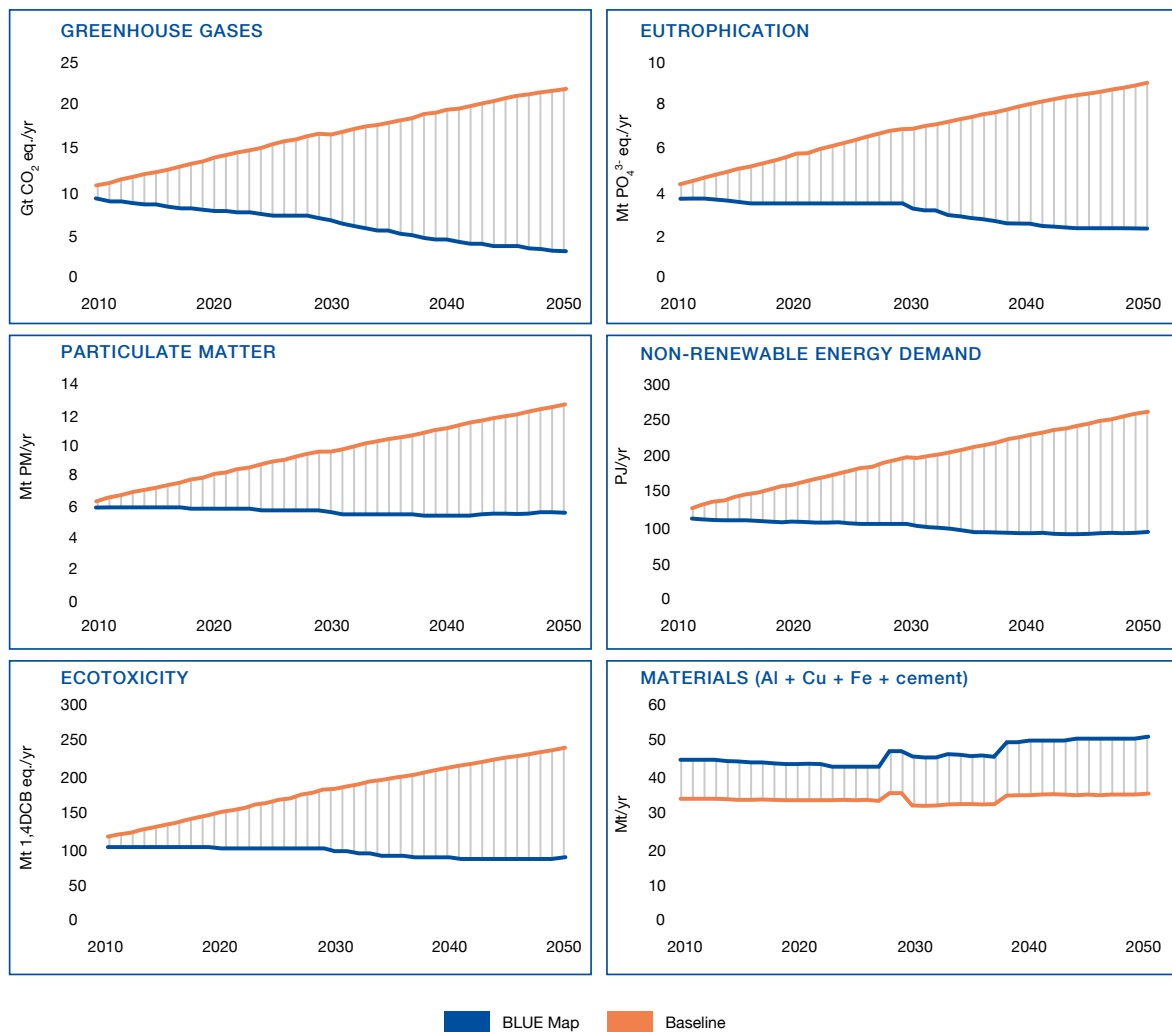 GREENHOUSE GASES
25
20
15
10
5
0
Gt CO₂ eq./yr
2010 2020 2030 2040 2050
EUTROPHICATION
10
8
6
4
2
0
Mt PO₄³⁻ eq./yr
2010 2020 2030 2040 2050
PARTICULATE MATTER
14
12
10
8
6
4
2
0
Mt PM/yr
2010 2020 2030 2040 2050
NON-RENEWABLE ENERGY DEMAND
300
250
200
150
100
50
0
PJ/yr
2010 2020 2030 2040 2050
ECOTOXICITY
300
250
200
150
100
50
0
Mt 1,4DCB eq./yr
2010 2020 2030 2040 2050
MATERIALS (Al + Cu + Fe + cement)
60
50
40
30
20
10
0
Mt/yr
2010 2020 2030 2040 2050
BLUE Map Baseline